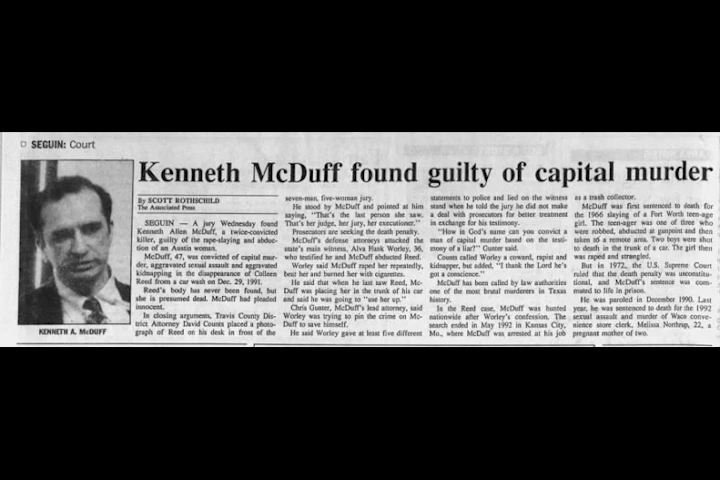 SEGUIN: Court
Kenneth McDuff found guilty of capital murder
KENNETH A. McDUFF
By SCOTT ROTHSCHILD
The Associated Press
SEGUIN — A jury Wednesday found
Kenneth Allen McDuff, a twice-convicted
killer, guilty of the rape-slaying and abduc-
tion of an Austin woman.
McDuff, 47, was convicted of capital mur-
der, aggravated sexual assault and aggravated
kidnapping in the disappearance of Colleen
Reed from a car wash on Dec. 29, 1991.
Reed's body has never been found, but
she is presumed dead. McDuff had pleaded
innocent.
In closing arguments, Travis County Dis-
trict Attorney David Counts placed a photo-
graph of Reed on his desk in front of the
seven-man, five-woman jury.
He stood by McDuff and pointed at him
saying, "That's the last person she saw.
That's her judge, her jury, her executioner."
Prosecutors are seeking the death penalty.
McDuff's defense attorneys attacked the
state's main witness, Alva Hank Worley, 36,
who testified he and McDuff abducted Reed.
Worley said McDuff raped her repeatedly,
beat her and burned her with cigarettes.
He said that when he last saw Reed, Mc-
Duff was placing her in the trunk of his car
and said he was going to "use her up."
Chris Gunter, McDuff's lead attorney, said
Worley was trying to pin the crime on Mc-
Duff to save himself.
He said Worley gave at least five different
statements to police and lied on the witness
stand when he told the jury he did not make
a deal with prosecutors for better treatment
in exchange for his testimony.
"How in God's name can you convict a
man of capital murder based on the testi-
mony of a liar?" Gunter said.
Counts called Worley a coward, rapist and
kidnapper, but added, "I thank the Lord he's
got a conscience."
McDuff has been called by law authorities
one of the most brutal murderers in Texas
history.
In the Reed case, McDuff was hunted
nationwide after Worley's confession. The
search ended in May 1992 in Kansas City,
Mo., where McDuff was arrested at his job
as a trash collector.
McDuff was first sentenced to death for
the 1966 slaying of a Fort Worth teen-age
girl. The teen-ager was one of three who
were robbed, abducted at gunpoint and then
taken to a remote area. Two boys were shot
to death in the trunk of a car. The girl then
was raped and strangled.
But in 1972, the U.S. Supreme Court
ruled that the death penalty was unconstitu-
tional, and McDuff's sentence was com-
muted to life in prison.
He was paroled in December 1990. Last
year, he was sentenced to death for the 1992
sexual assault and murder of Waco conve-
nience store clerk, Melissa Northrup, 22, a
pregnant mother of two.